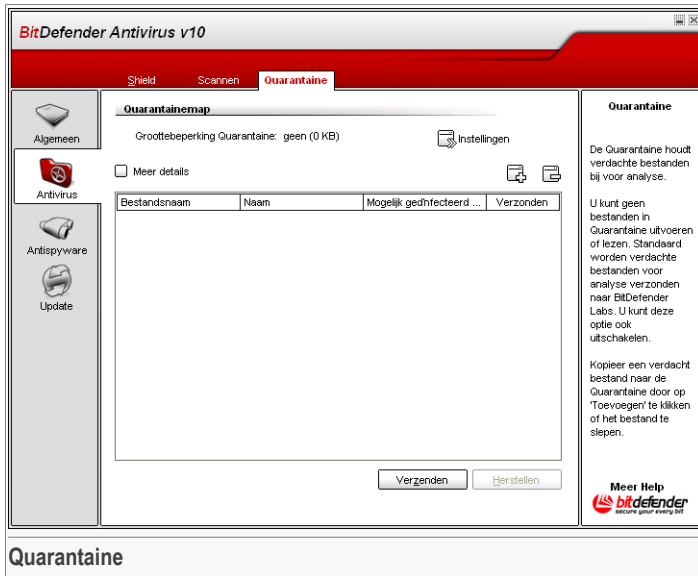 BitDefender Antivirus v10
Shield Scannen Quarantaine
Algemeen
Antivirus
Antispyware
Update
Quarantainemap
Groottebeperking Quarantaine: geen (0 KB)
Instellingen
Meer details
Bestandsnaam Naam Mogelijk ged'nfecteerd ... Verzonden
Verzenden Herstellen
Quarantaine
De Quarantaine houdt
verdachte bestanden
bij voor analyse.
U kunt geen
bestanden in
Quarantaine uitvoeren
of lezen. Standaard
worden verdachte
bestanden voor
analyse verzonden
naar BitDefender
Labs. U kunt deze
optie ook
uitschakelen.
Kopieer een verdacht
bestand naar de
Quarantaine door op
'Toevoegen' te klikken
of het bestand te
slepen.
Meer Help
bitdefender
secure your every bit
Quarantaine